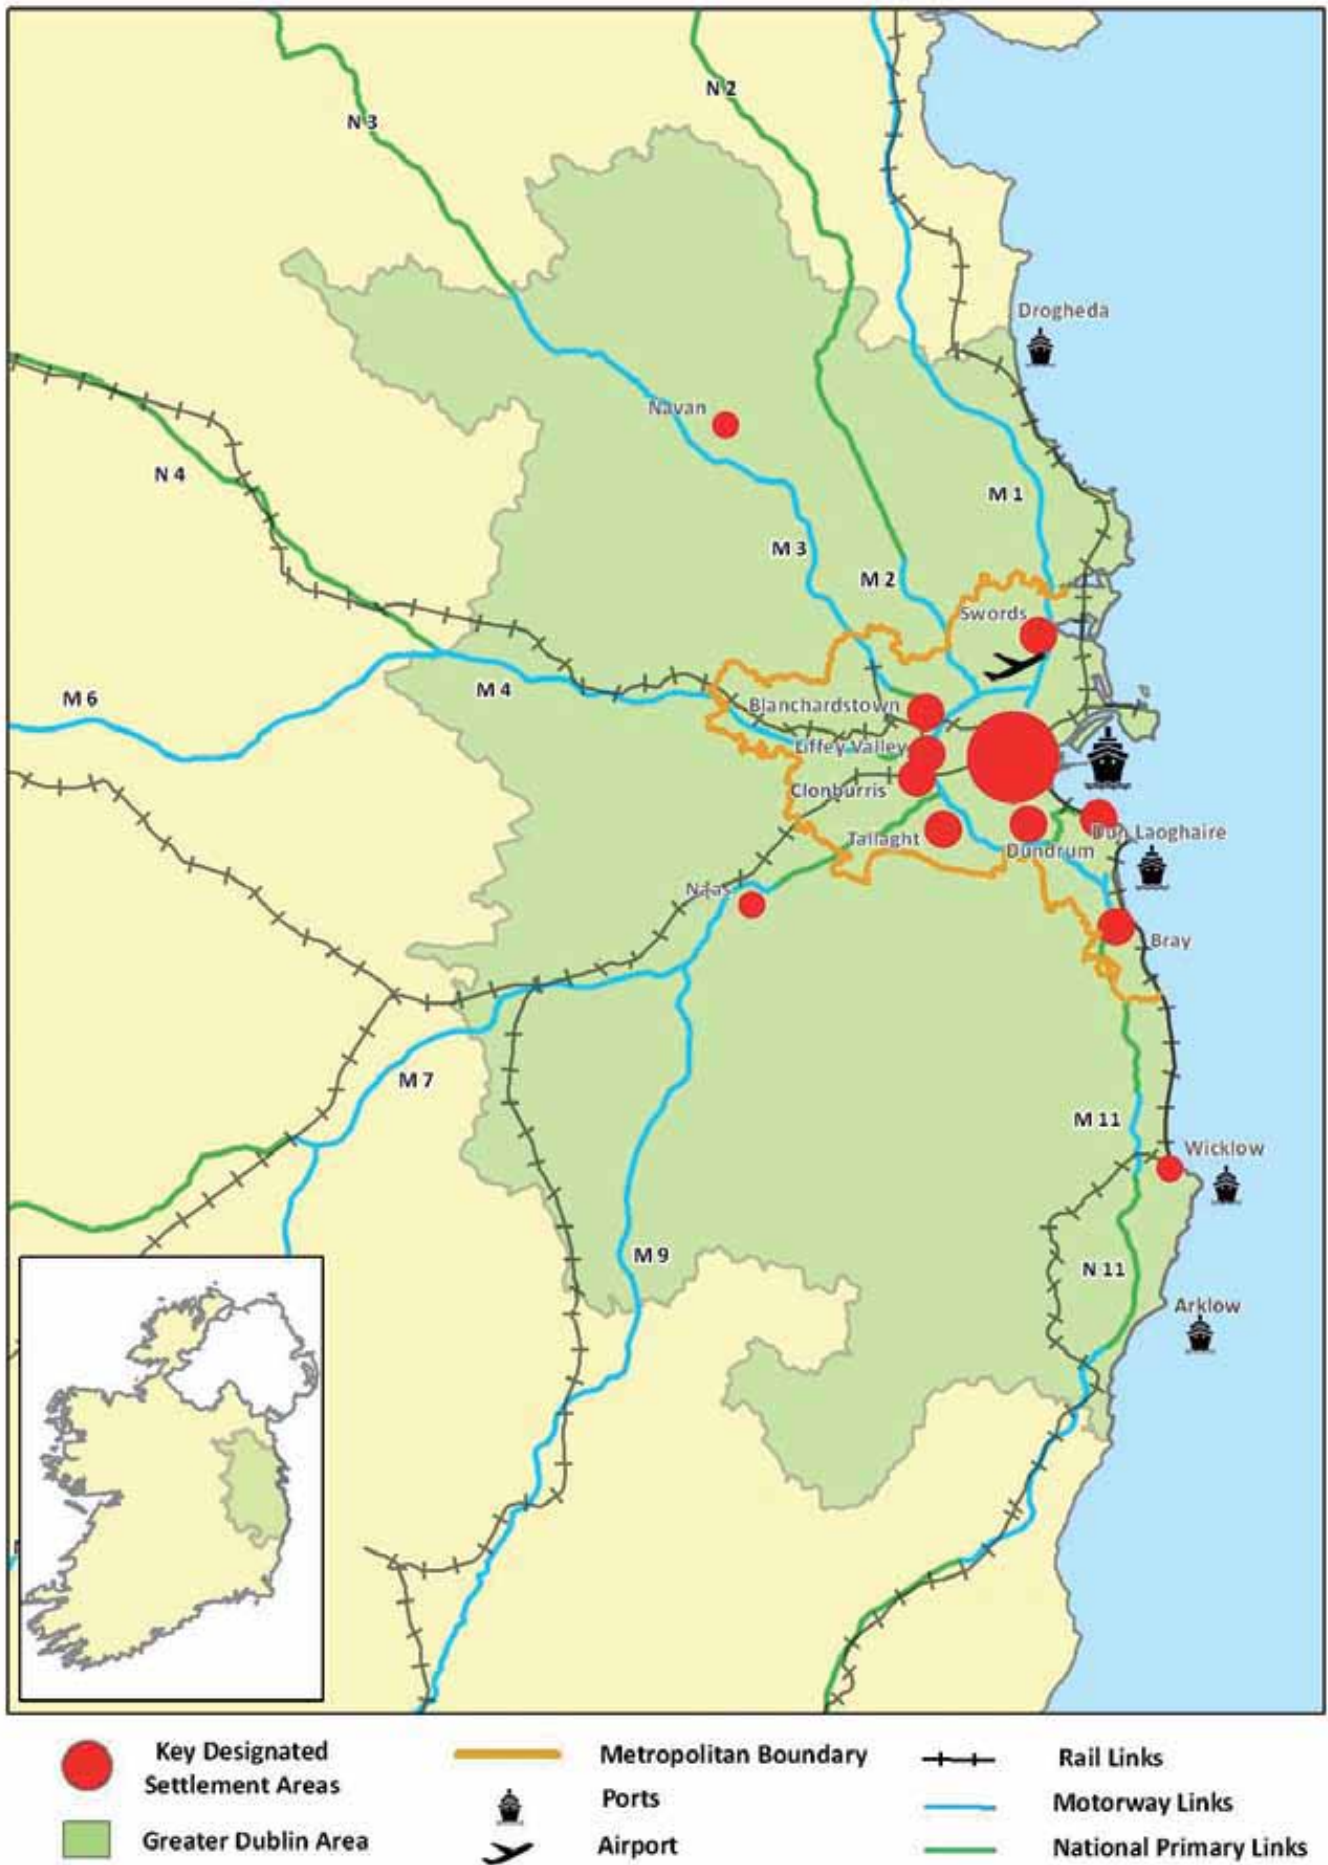 N 2
N 3
Drogheda
Navan
N 4
M 1
M 3
M 2
Swords
M 4
M 6
Blanchardstown
Liffey Valley
Clonburris
Tallaght
Dun Laoghaire
Dundrum
Naas
Bray
M 7
M 11
Wicklow
M 9
N 11
Arklow
Key Designated
Settlement Areas
Metropolitan Boundary
Rail Links
Ports
Motorway Links
Greater Dublin Area
Airport
National Primary Links